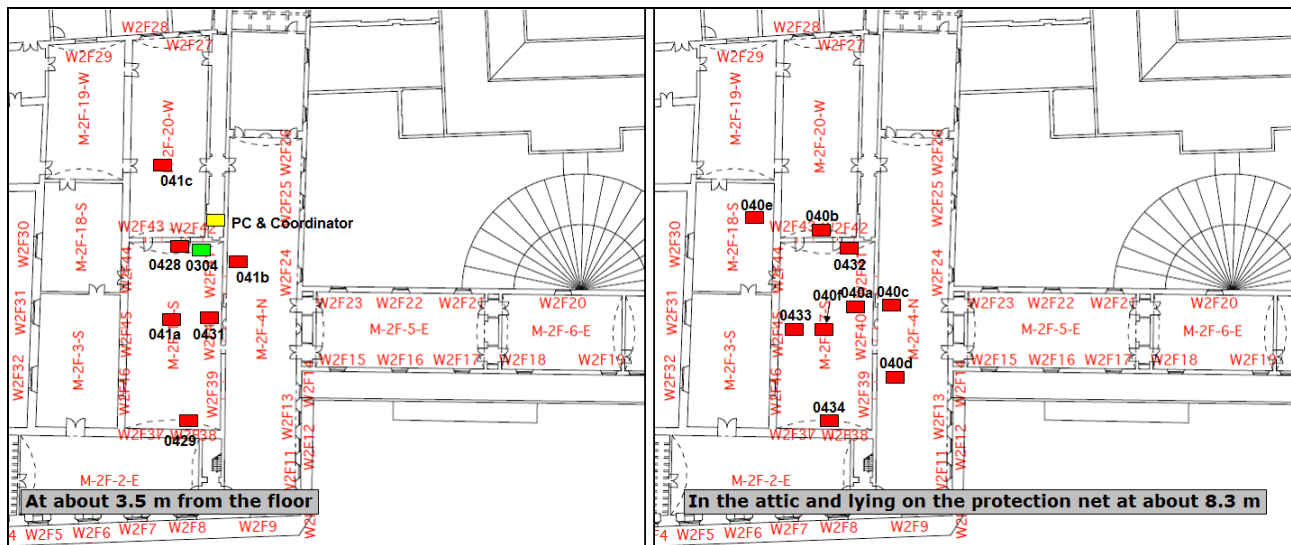 W2F28
W2F27
W2F29
M-2F-19-W
2F-20-W
041c
W2F26
W2F25
M-2F-18-S
W2F30
PC & Coordinator
W2F43
W2F42
0428
0304
041b
W2F44
W2F24
W2F31
W2F23
W2F22
W2F21
W2F20
041a
0431
W2F45
M-2F-4-N
M-2F-5-E
M-2F-6-E
M-2F-3-S
W2F32
W2F15
W2F16
W2F17
W2F18
W2F19
W2F46
W2F39
W2F14
0429
W2F37
W2F38
W2F13
W2F12
W2F11
M-2F-2-E
At about 3.5 m from the floor
W2F5
W2F6
W2F7
W2F8
W2F9
W2F28
W2F27
W2F29
M-2F-19-W
M-2F-20-W
W2F26
W2F25
040e
040b
M-2F-18-S
W2F30
W2F43
W2F42
0432
W2F44
W2F24
W2F31
040f
040a
040c
W2F23
W2F22
W2F21
W2F20
0433
W2F45
W2F40
M-2F-4-N
M-2F-5-E
M-2F-6-E
M-2F-3-S
W2F32
W2F15
W2F16
W2F17
W2F18
W2F19
040d
W2F46
W2F39
0434
W2F37
W2F38
W2F13
W2F12
W2F11
M-2F-2-E
In the attic and lying on the protection net at about 8.3 m
W2F5
W2F6
W2F7
W2F8
W2F9